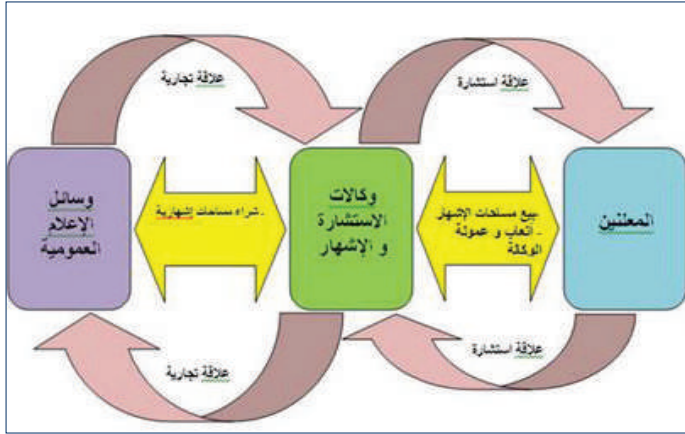 علاقة استشارة
علاقة تجارية
المعلنين
-بيع مساحات الإشهار
- أتعاب و عمولة
الوكالة
وكالات
الاستشارة
و الإشهار
- شراء مساحات إشهارية
وسائل
الإعلام
العمومية
علاقة استشارة
علاقة تجارية